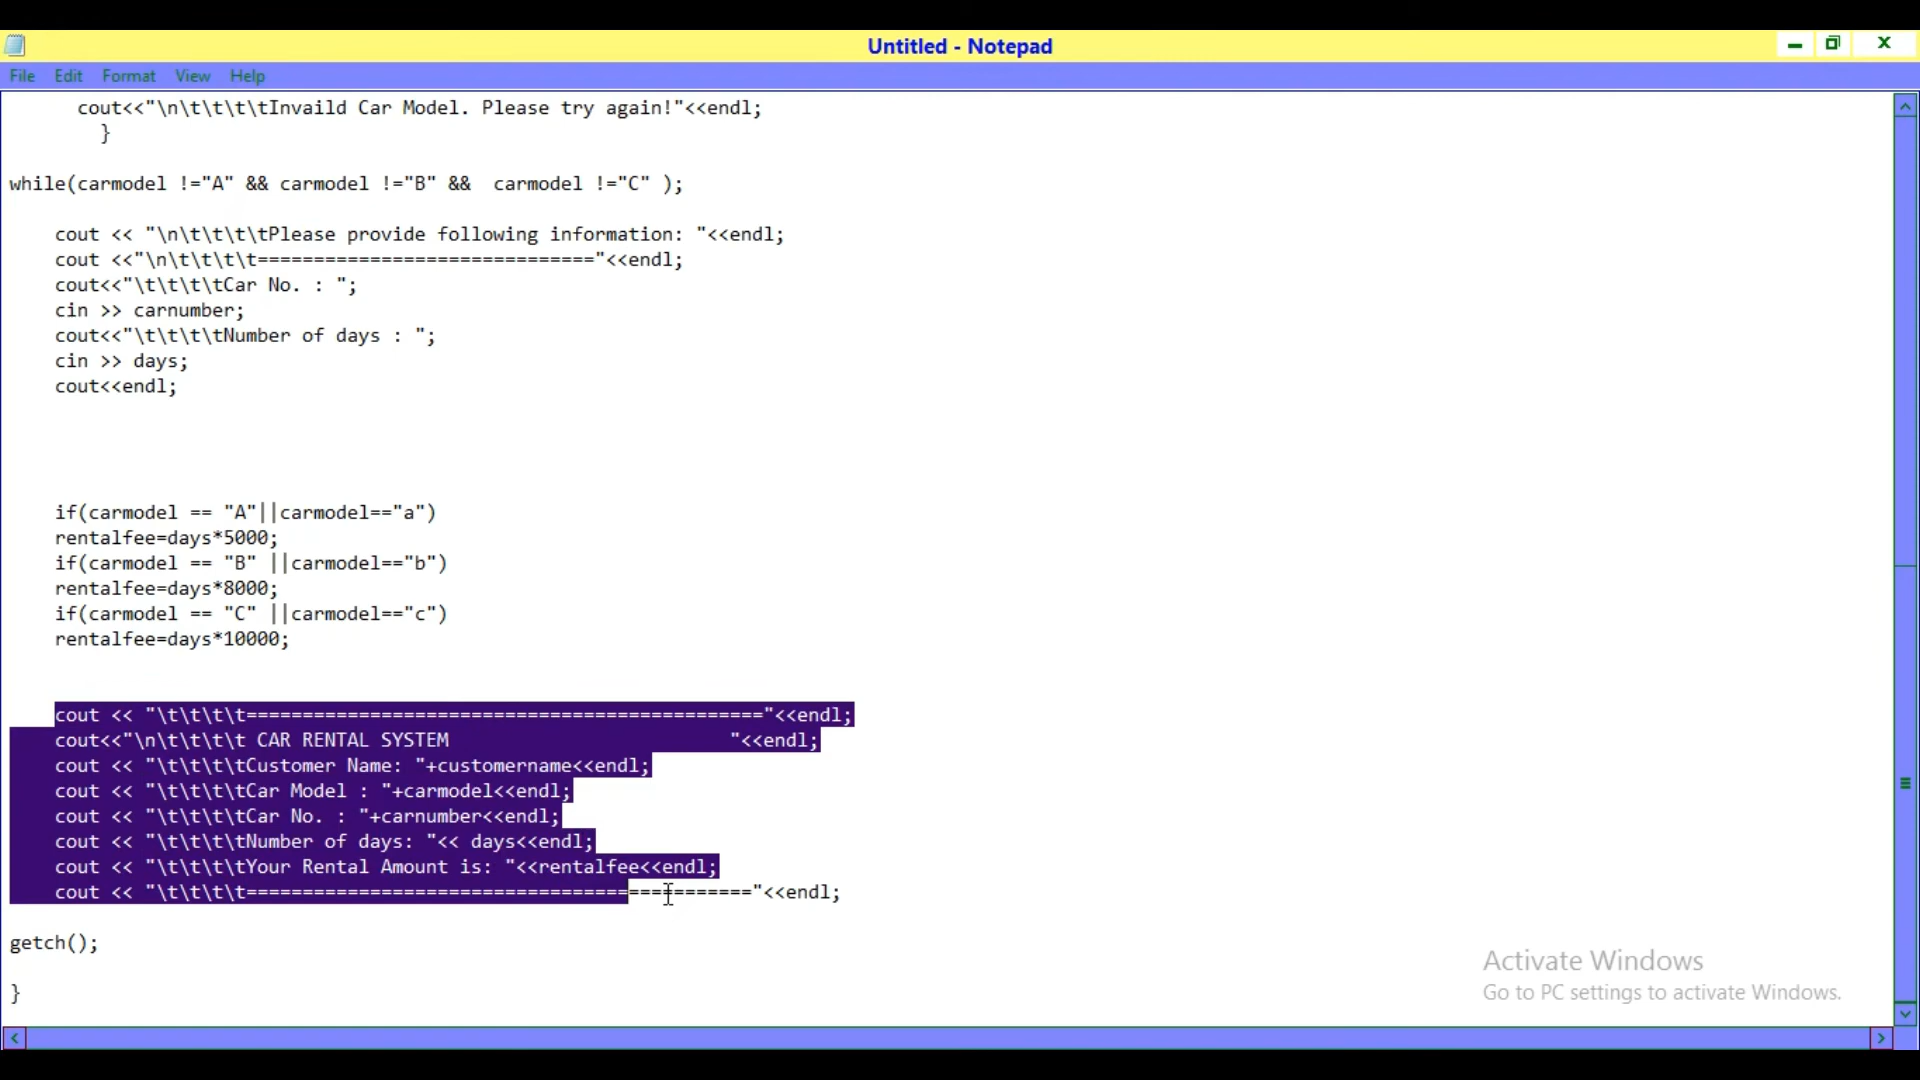 Untitled - Notepad
File Edit Format View Help
cout<<"\n\t\t\t\tInvaild Car Model. Please try again!"<<endl;
}
while(carmodel !="A" && carmodel !="B" &&  carmodel !="C" );
cout << "\n\t\t\t\tPlease provide following information: "<<endl;
cout <<"\n\t\t\t\t=============================="<<endl;
cout<<"\t\t\t\tCar No. : ";
cin >> carnumber;
cout<<"\t\t\t\tNumber of days : ";
cin >> days;
cout<<endl;
if(carmodel == "A"||carmodel=="a")
rentalfee=days*5000;
if(carmodel == "B" ||carmodel=="b")
rentalfee=days*8000;
if(carmodel == "C" ||carmodel=="c")
rentalfee=days*10000;
cout << "\t\t\t\t=============================================="<<endl;
cout<<"\n\t\t\t\t CAR RENTAL SYSTEM                         "<<endl;
cout << "\t\t\t\tCustomer Name: "+customername<<endl;
cout << "\t\t\t\tCar Model : "+carmodel<<endl;
cout << "\t\t\t\tCar No. : "+carnumber<<endl;
cout << "\t\t\t\tNumber of days: "<< days<<endl;
cout << "\t\t\t\tYour Rental Amount is: "<<rentalfee<<endl;
cout << "\t\t\t\t============================================="<<endl;
getch();
}
Activate Windows
Go to PC settings to activate Windows.